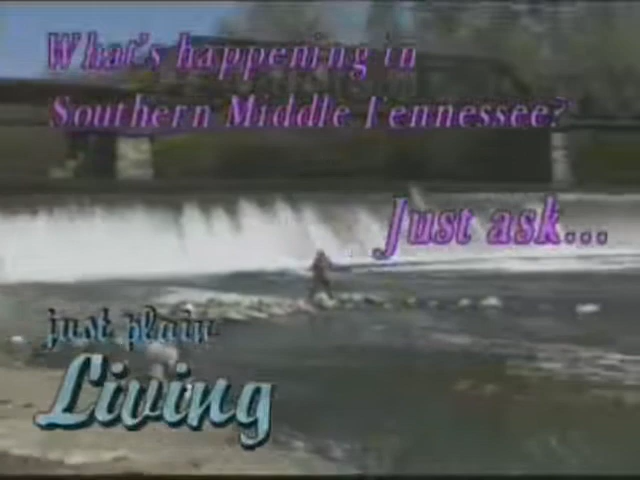 What's happening in
Southern Middle Tennessee?
Just ask...
just plain
Living